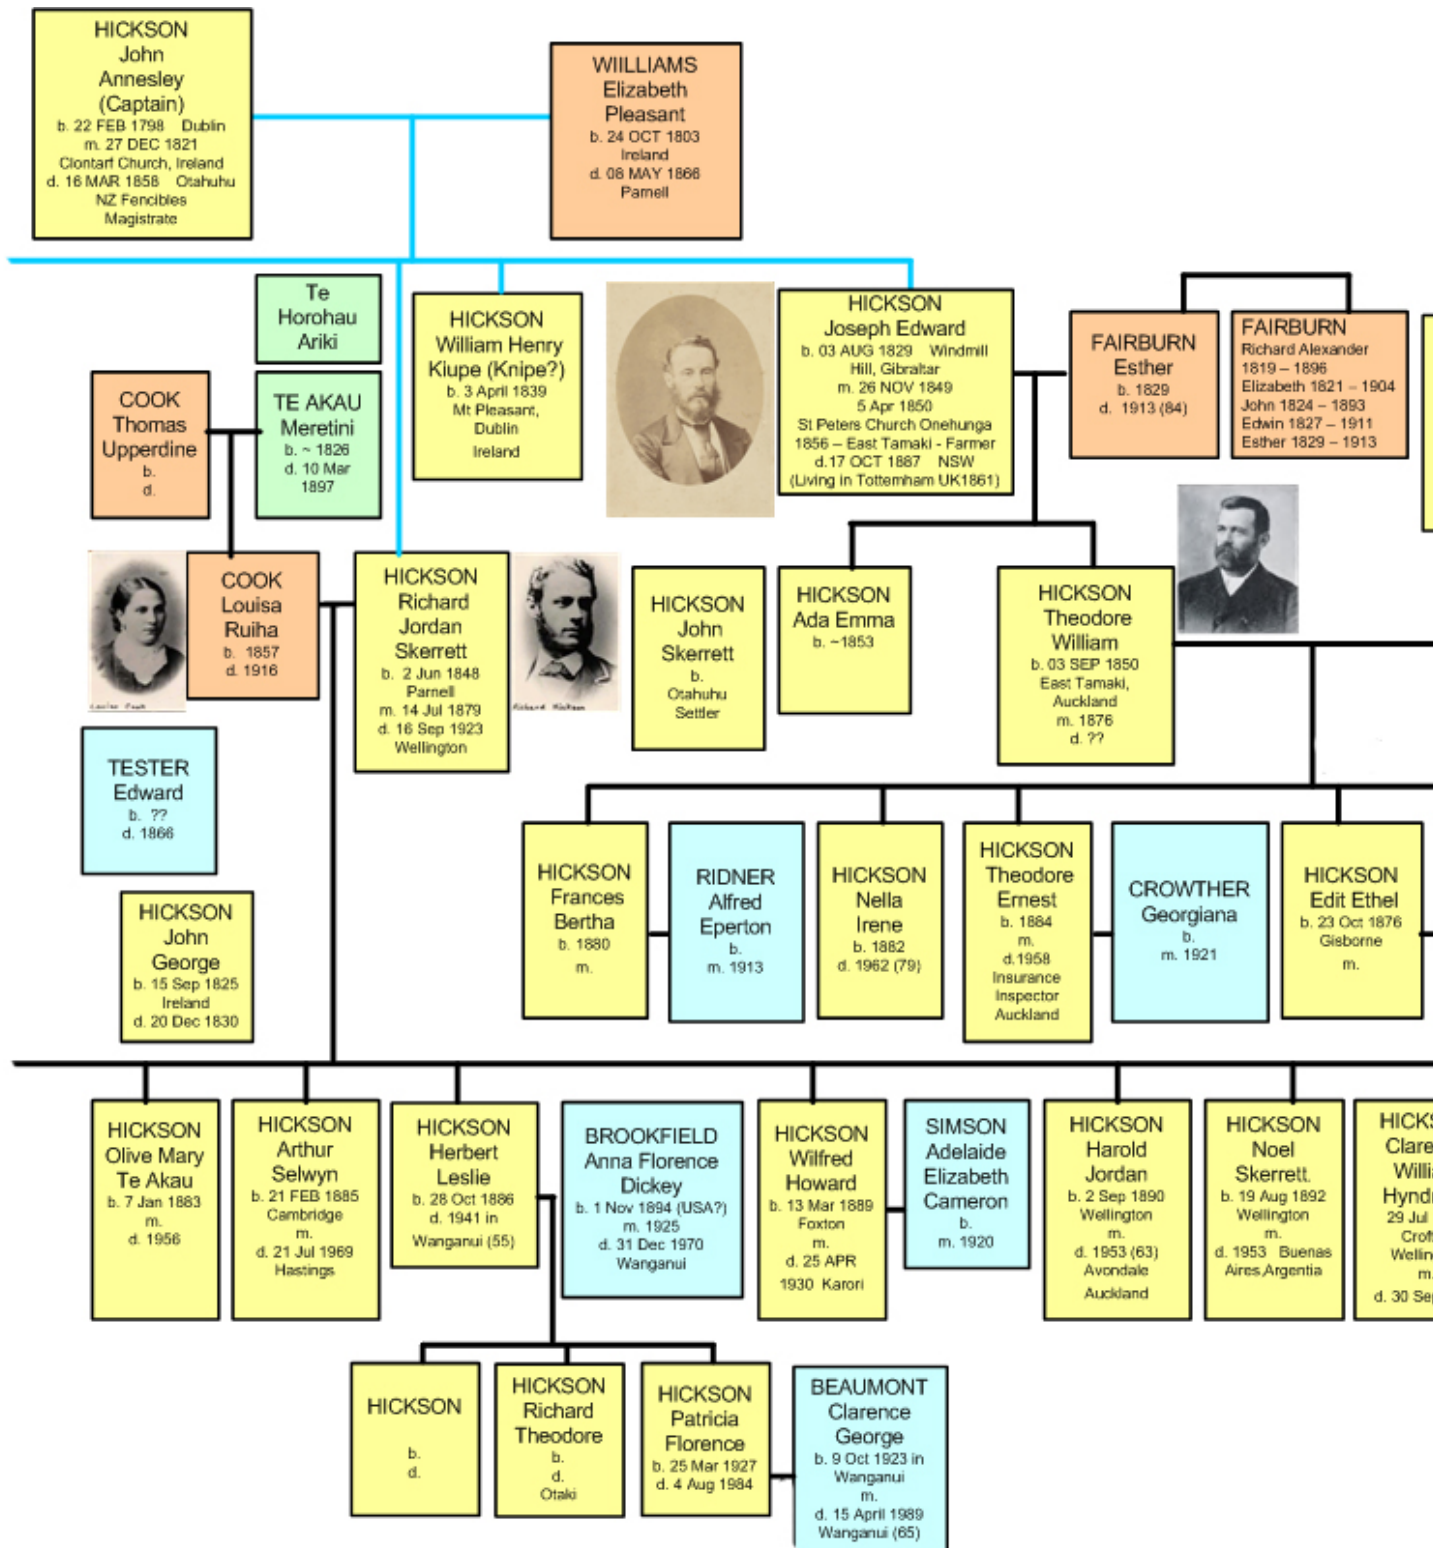 HICKSON
John
Annesley
(Captain)
b. 22 FEB 1798 Dublin
m. 27 DEC 1821
Clontarf Church, Ireland
d. 16 MAR 1858 Otahuhu
NZ Fencibles
Magistrate
WIILLIAMS
Elizabeth
Pleasant
b. 24 OCT 1803
Ireland
d. 08 MAY 1866
Parnell
Te
Horohau
Ariki
COOK
Thomas
Upperdine
b.
d.
TE AKAU
Meretini
b. ~ 1826
d. 10 Mar
1897
HICKSON
William Henry
Kiupe (Knipe?)
b. 3 April 1839
Mt Pleasant,
Dublin
Ireland
HICKSON
Joseph Edward
b. 03 AUG 1829 Windmill
Hill, Gibraltar
m. 26 NOV 1849
5 Apr 1850
St Peters Church Onehunga
1856 – East Tamaki - Farmer
d.17 OCT 1887 NSW
(Living in Tottemham UK1861)
FAIRBURN
Esther
b. 1829
d. 1913 (84)
FAIRBURN
Richard Alexander
1819 – 1896
Elizabeth 1821 – 1904
John 1824 – 1893
Edwin 1827 – 1911
Esther 1829 – 1913
COOK
Louisa
Ruiha
b. 1857
d. 1916
Louisa Cook
HICKSON
Richard
Jordan
Skerrett
b. 2 Jun 1848
Parnell
m. 14 Jul 1879
d. 16 Sep 1923
Wellington
Richard Hickson
HICKSON
John
Skerrett
b.
Otahuhu
Settler
HICKSON
Ada Emma
b. ~1853
HICKSON
Theodore
William
b. 03 SEP 1850
East Tamaki,
Auckland
m. 1876
d. ??
TESTER
Edward
b. ??
d. 1866
HICKSON
John
George
b. 15 Sep 1825
Ireland
d. 20 Dec 1830
HICKSON
Frances
Bertha
b. 1880
m.
RIDNER
Alfred
Eperton
b.
m. 1913
HICKSON
Nella
Irene
b. 1882
d. 1962 (79)
HICKSON
Theodore
Ernest
b. 1884
m.
d.1958
Insurance
Inspector
Auckland
CROWTHER
Georgiana
b.
m. 1921
HICKSON
Edit Ethel
b. 23 Oct 1876
Gisborne
m.
HICKSON
Olive Mary
Te Akau
b. 7 Jan 1883
m.
d. 1956
HICKSON
Arthur
Selwyn
b. 21 FEB 1885
Cambridge
m.
d. 21 Jul 1969
Hastings
HICKSON
Herbert
Leslie
b. 28 Oct 1886
d. 1941 in
Wanganui (55)
BROOKFIELD
Anna Florence
Dickey
b. 1 Nov 1894 (USA?)
m. 1925
d. 31 Dec 1970
Wanganui
HICKSON
Wilfred
Howard
b. 13 Mar 1889
Foxton
m.
d. 25 APR
1930 Karori
SIMSON
Adelaide
Elizabeth
Cameron
b.
m. 1920
HICKSON
Harold
Jordan
b. 2 Sep 1890
Wellington
m.
d. 1953 (63)
Avondale
Auckland
HICKSON
Noel
Skerrett.
b. 19 Aug 1892
Wellington
m.
d. 1953 Buenas
Aires,Argentia
HICKS
Clare
Willia
Hynd
29 Jul
Croft
Welling
m.
d. 30 Sep
HICKSON
b.
d.
HICKSON
Richard
Theodore
b.
d.
Otaki
HICKSON
Patricia
Florence
b. 25 Mar 1927
d. 4 Aug 1984
BEAUMONT
Clarence
George
b. 9 Oct 1923 in
Wanganui
m.
d. 15 April 1989
Wanganui (65)